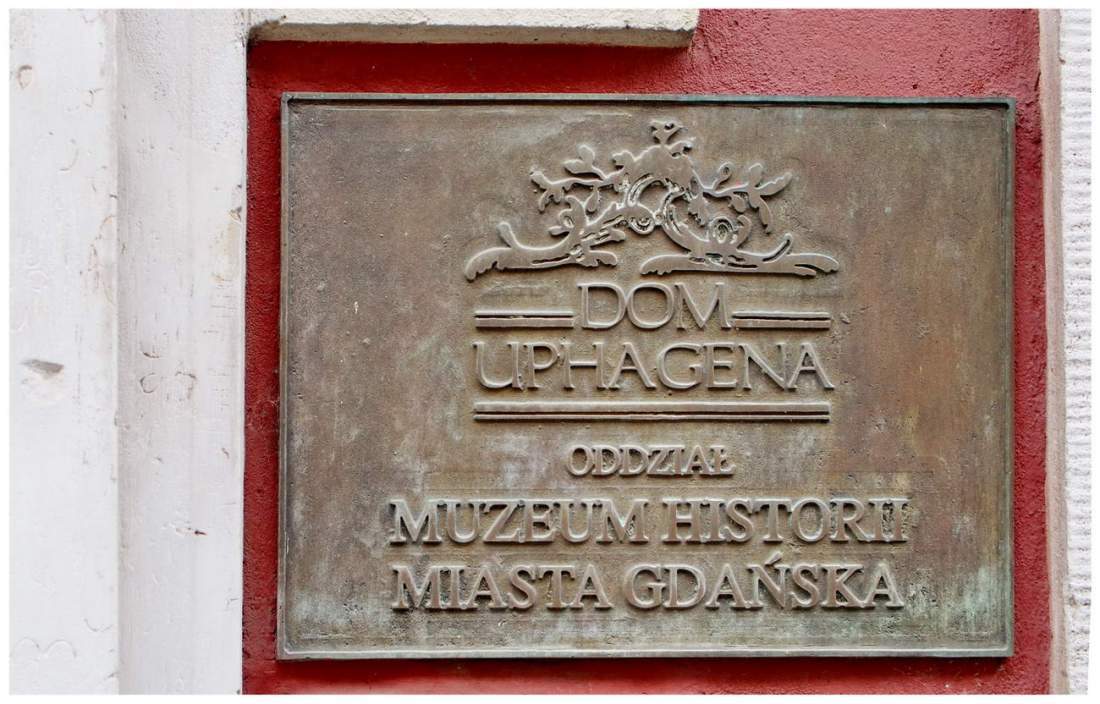 DOM
UPHAGENA
ODDZIAŁ
MUZEUM HISTORII
MIASTA GDAŃSKA